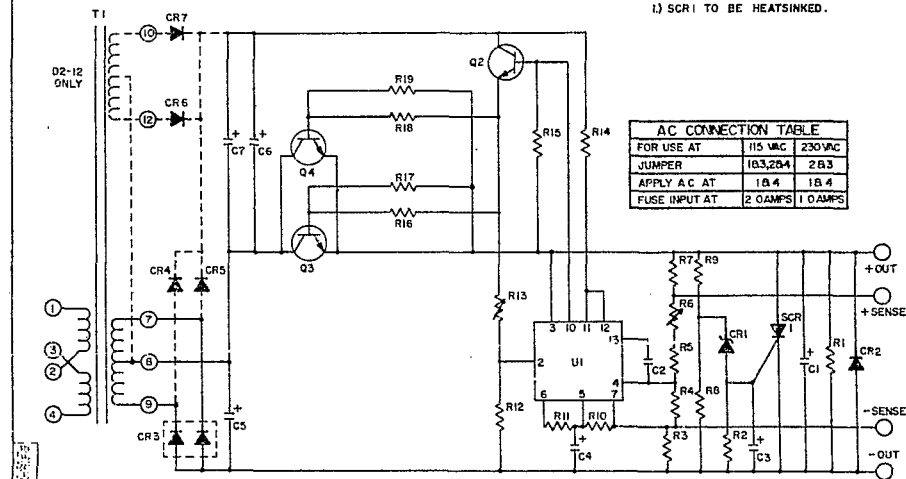 1.) SCR1 TO BE HEATSINKED.
T1
10
CR7
D2-12
ONLY
12
CR6
C7
C6
Q2
R19
R18
Q4
R17
R16
Q3
R15
R14
AC CONNECTION TABLE
FOR USE AT 115 VAC 230 VAC
JUMPER 1&3,2&4 2&3
APPLY AC AT 1&4 1&4
FUSE INPUT AT 2.0AMPS 1.0AMPS
CR4
CR5
1
3
2
4
7
8
9
CR3
C5
R13
R12
3 10 11 12
13
2
U1
4
6 5 7
C2
R11
R10
C4
R7
R9
R6
R5
R4
R3
R8
CR1
R2
C3
SCR
1
C1
R1
CR2
+OUT
+SENSE
-SENSE
-OUT